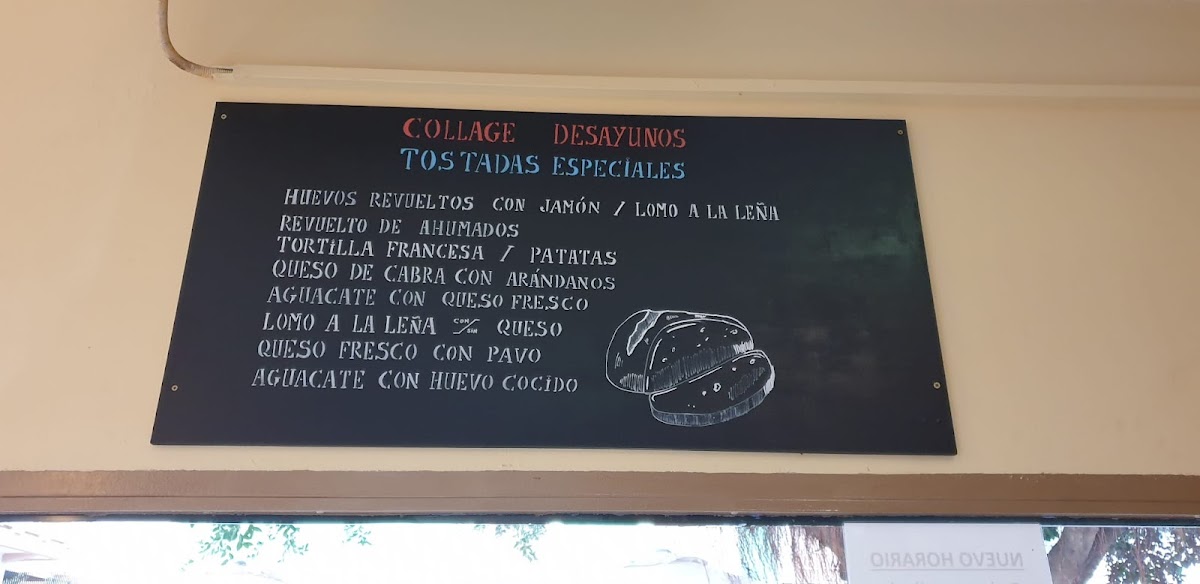 COLLAGE DESAYUNOS
TOSTADAS ESPECIALES
HUEVOS REVUELTOS CON JAMÓN / LOMO A LA LEÑA
REVUELTO DE AHUMADOS
TORTILLA FRANCESA / PATATAS
QUESO DE CABRA CON ARÁNDANOS
AGUACATE CON QUESO FRESCO
LOMO A LA LEÑA CON/SIN QUESO
QUESO FRESCO CON PAVO
AGUACATE CON HUEVO COCIDO
NUEVO HORARIO